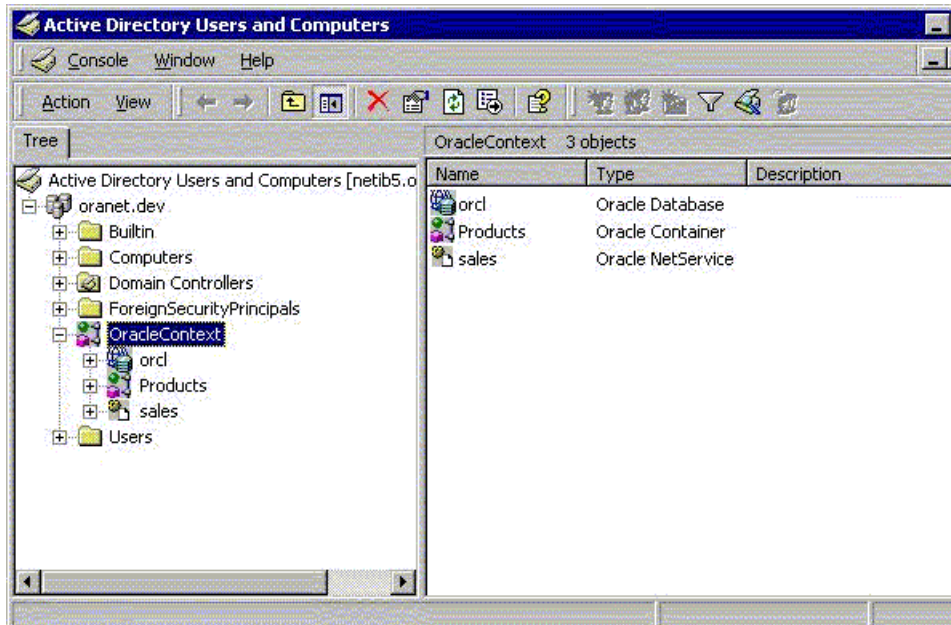 Active Directory Users and Computers
Console Window Help
Action View
Tree
Active Directory Users and Computers [netib5.o
oranet.dev
Builtin
Computers
Domain Controllers
ForeignSecurityPrincipals
OracleContext
orcl
Products
sales
Users
OracleContext 3 objects
Name Type Description
orcl Oracle Database
Products Oracle Container
sales Oracle NetService